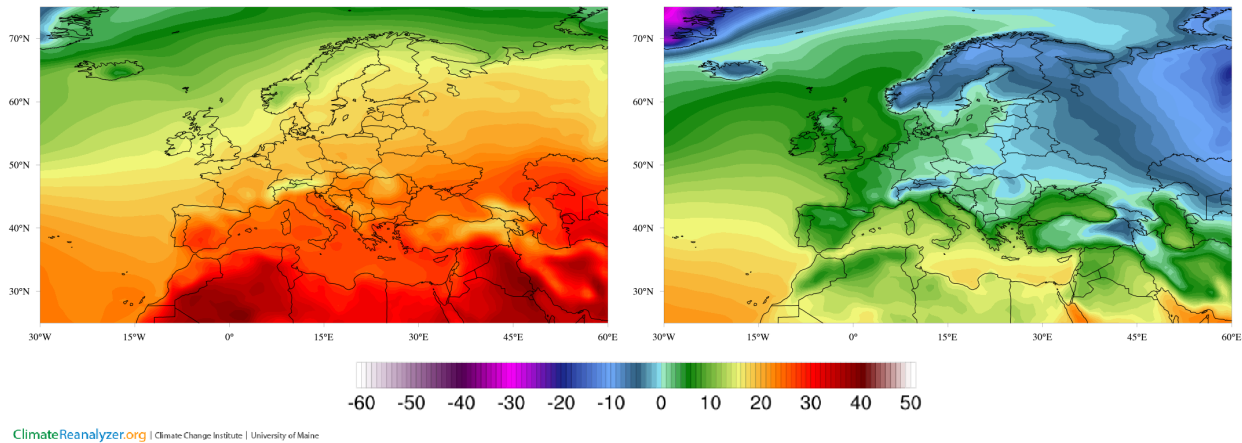 70°N
60°N
50°N
40°N
30°N
30°W 15°W 0° 15°E 30°E 45°E 60°E
70°N
60°N
50°N
40°N
30°N
30°W 15°W 0° 15°E 30°E 45°E 60°E
-60 -50 -40 -30 -20 -10 0 10 20 30 40 50
ClimateReanalyzer.org | Climate Change Institute | University of Maine